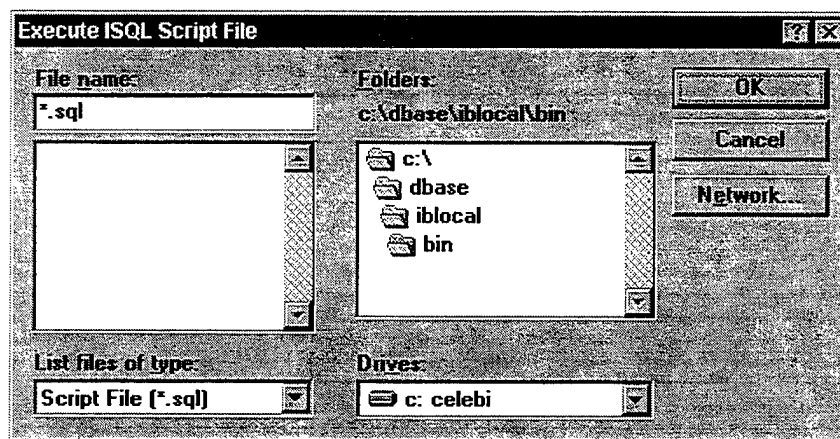 Execute ISQL Script File
File name:
*.sql
Folders:
c:\dbase\iblocal\bin
c:\
dbase
iblocal
bin
OK
Cancel
Network...
List files of type:
Script File (*.sql)
Drives:
c: celebi